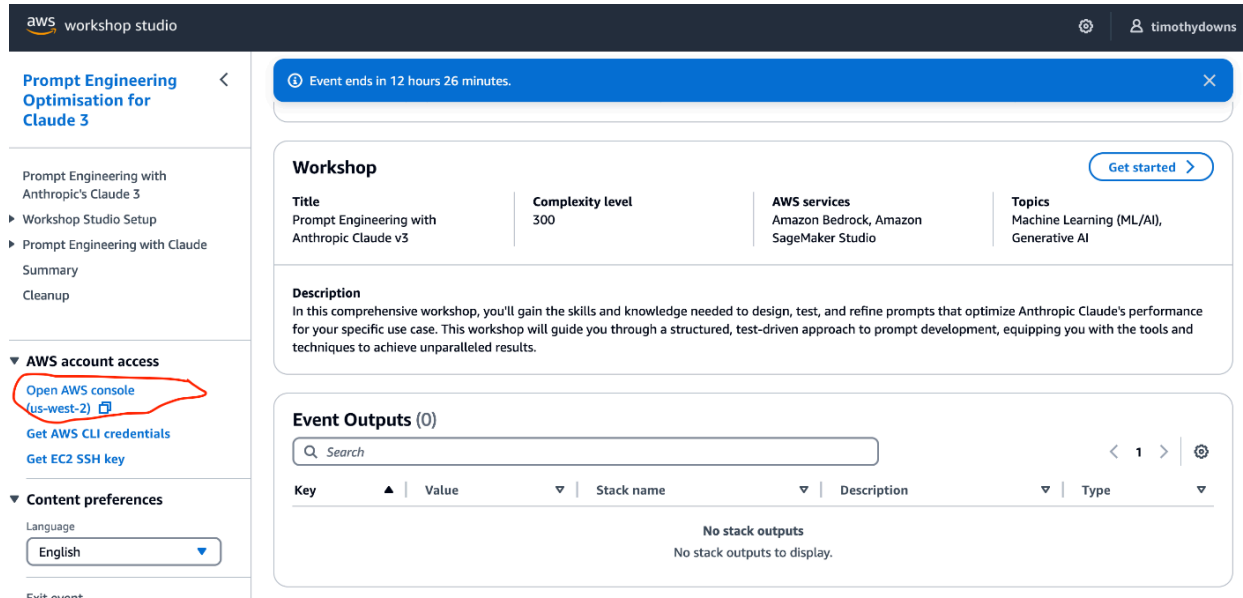 aws workshop studio
timothydowns
Prompt Engineering
Optimisation for
Claude 3
Prompt Engineering with
Anthropic's Claude 3
Workshop Studio Setup
Prompt Engineering with Claude
Summary
Cleanup
AWS account access
Open AWS console
(us-west-2)
Get AWS CLI credentials
Get EC2 SSH key
Content preferences
Language
English
Exit event
Event ends in 12 hours 26 minutes.
Workshop
Get started
Title
Prompt Engineering with
Anthropic Claude v3
Complexity level
300
AWS services
Amazon Bedrock, Amazon
SageMaker Studio
Topics
Machine Learning (ML/AI),
Generative AI
Description
In this comprehensive workshop, you'll gain the skills and knowledge needed to design, test, and refine prompts that optimize Anthropic Claude's performance
for your specific use case. This workshop will guide you through a structured, test-driven approach to prompt development, equipping you with the tools and
techniques to achieve unparalleled results.
Event Outputs (0)
Search
1
Key Value Stack name Description Type
No stack outputs
No stack outputs to display.